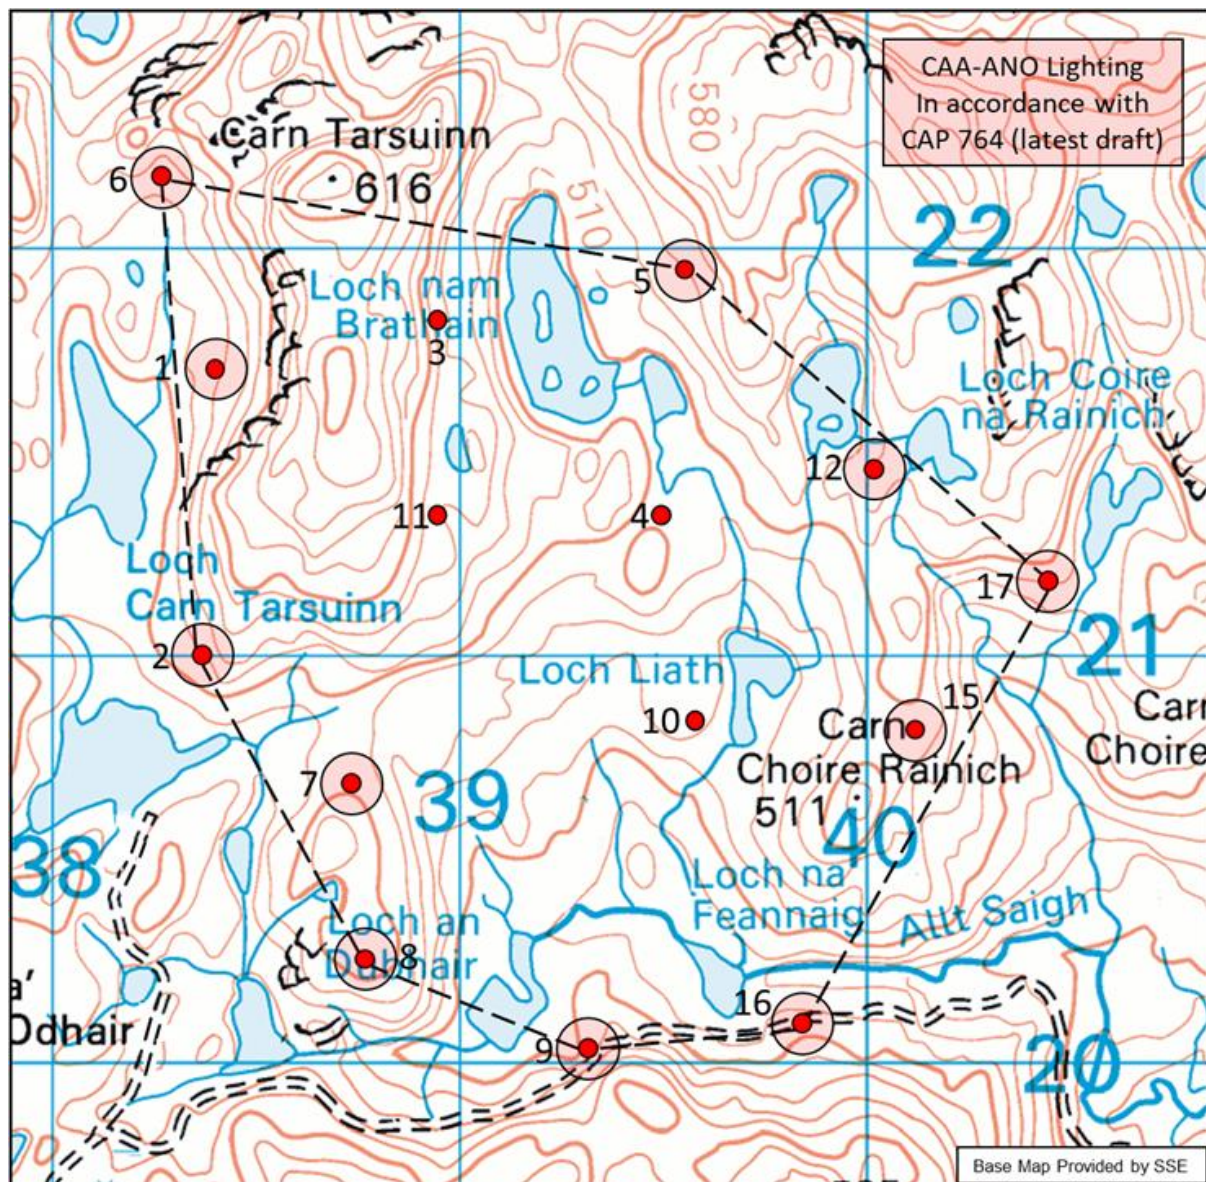 CAA-ANO Lighting
In accordance with
CAP 764 (latest draft)
Carn Tarsuinn
616
580
6
510
22
5
Loch nam
Brathain
3
1
Loch Coire
na Rainich
12
11
4
Loch
Carn Tarsuinn
17
21
2
Loch Liath
15
10
Carn
Choire Rainich
511
Carr
Choire
7
39
40
38
Loch na
Feannaig
Allt Saigh
Loch an
Dubhair
8
a'
Odhair
16
9
20
Base Map Provided by SSE